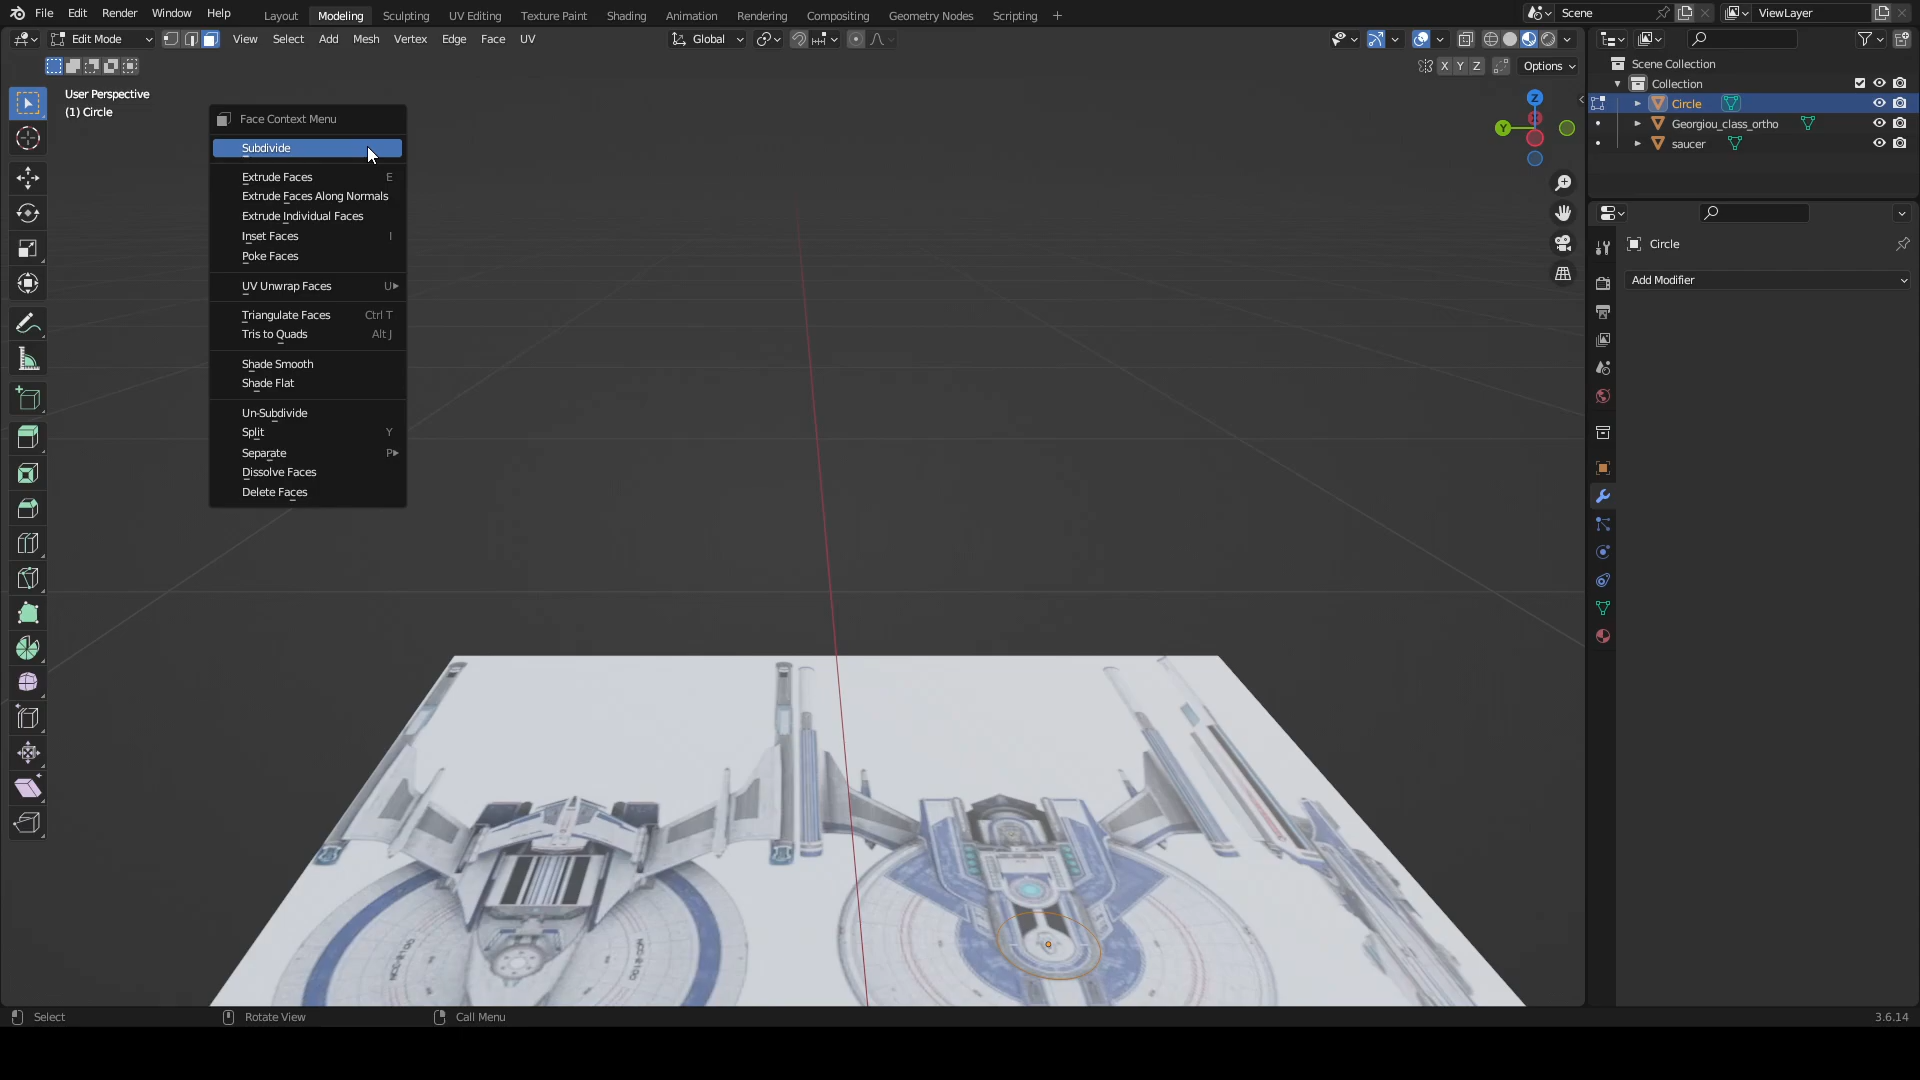 File Edit Render Window Help Layout Modeling Sculpting UV Editing Texture Paint Shading Animation Rendering Compositing Geometry Nodes Scripting + Scene ViewLayer
Edit Mode View Select Add Mesh Vertex Edge Face UV Global
X Y Z Options
User Perspective
(1) Circle
Face Context Menu
Subdivide
Extrude Faces E
Extrude Faces Along Normals
Extrude Individual Faces
Inset Faces I
Poke Faces
UV Unwrap Faces U
Triangulate Faces Ctrl T
Tris to Quads Alt J
Shade Smooth
Shade Flat
Un-Subdivide
Split Y
Separate P
Dissolve Faces
Delete Faces
Z
Y
Scene Collection
Collection
Circle
Georgiou_class_ortho
saucer
Circle
Add Modifier
Select Rotate View Call Menu 3.6.14